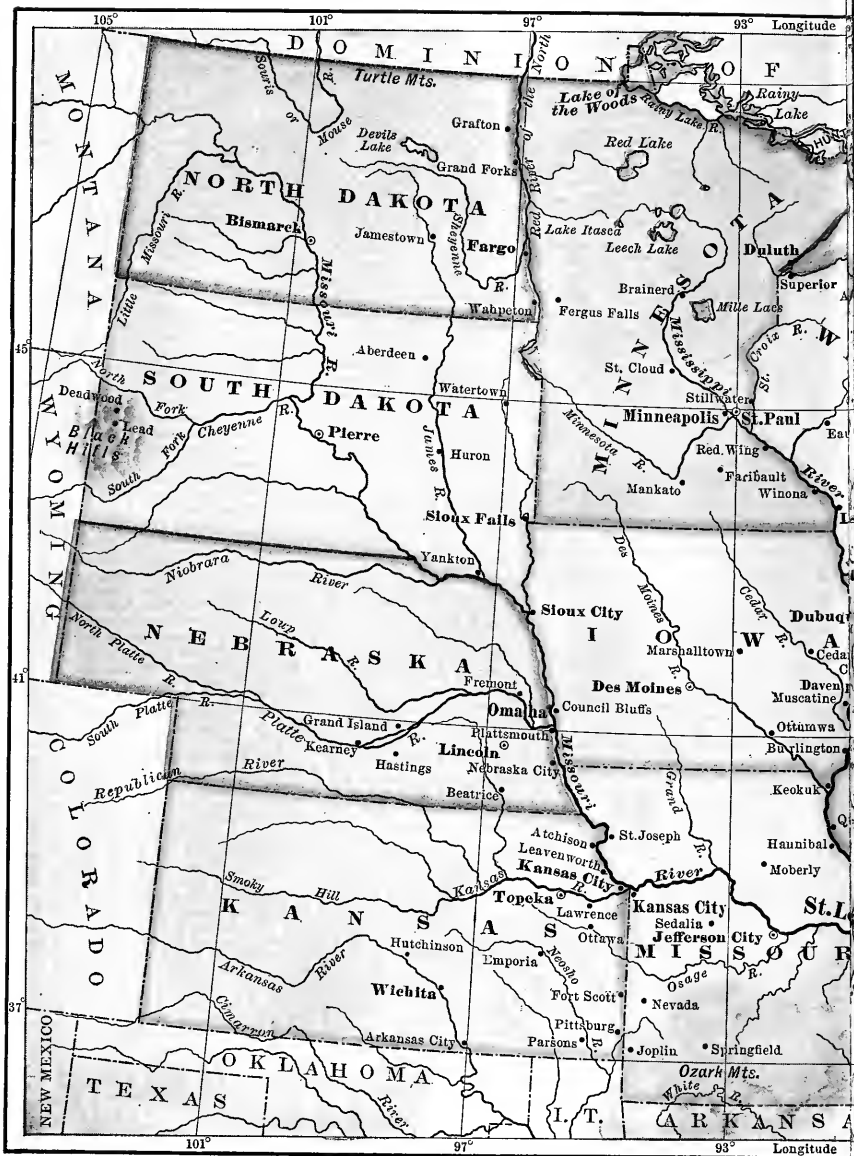 105°
101°
97°
93°
Longitude
DOMINION OF
MONTANA
Souris or Mouse R.
Turtle Mts.
Red River of the North
Lake of the Woods
Rainy Lake R.
Rainy Lake
Grafton
Devils Lake
Grand Forks
Red Lake
NORTH DAKOTA
Missouri R.
Bismarck
Jamestown
Sheyenne R.
Fargo
Lake Itasca
Leech Lake
MINNESOTA
Duluth
Superior
Little Missouri R.
Missouri R.
Wahpeton
Fergus Falls
Brainerd
Mille Lacs
Mississippi
St. Croix R.
W
45°
Aberdeen
St. Cloud
North Fork
Deadwood
SOUTH DAKOTA
Watertown
Stillwater
WYOMING
Lead
Black Hills
Cheyenne R.
South Fork
Pierre
James R.
Huron
Minneapolis
St. Paul
Minnesota R.
Red Wing
Faribault
Mankato
Winona
River
Sioux Falls
Yankton
Niobrara River
Des Moines R.
Cedar R.
Sioux City
Dubuq
IOWA
North Platte R.
NEBRASKA
Loup R.
Marshalltown
Ceda
41°
Fremont
Des Moines
Daven
Muscatine
South Platte R.
Omaha
Council Bluffs
Grand Island
Platte R.
Plattsmouth
Ottumwa
Kearney
Lincoln
Burlington
COLORADO
Hastings
Nebraska City
Missouri River
Republican River
Beatrice
Grand R.
Keokuk
Atchison
St. Joseph
Hannibal
Leavenworth
Moberly
Smoky Hill
Kansas R.
Kansas City
KANSAS
Topeka
Lawrence
Kansas City
St. L
Sedalia
Jefferson City
Ottawa
MISSOUR
Hutchinson
Emporia
Neosho R.
Osage R.
Arkansas River
Wichita
Fort Scott
Nevada
37°
Cimarron River
Pittsburg
Arkansas City
Parsons
Joplin
Springfield
NEW MEXICO
OKLAHOMA
Ozark Mts.
TEXAS
I.T.
White R.
ARKANSA
101°
97°
93°
Longitude